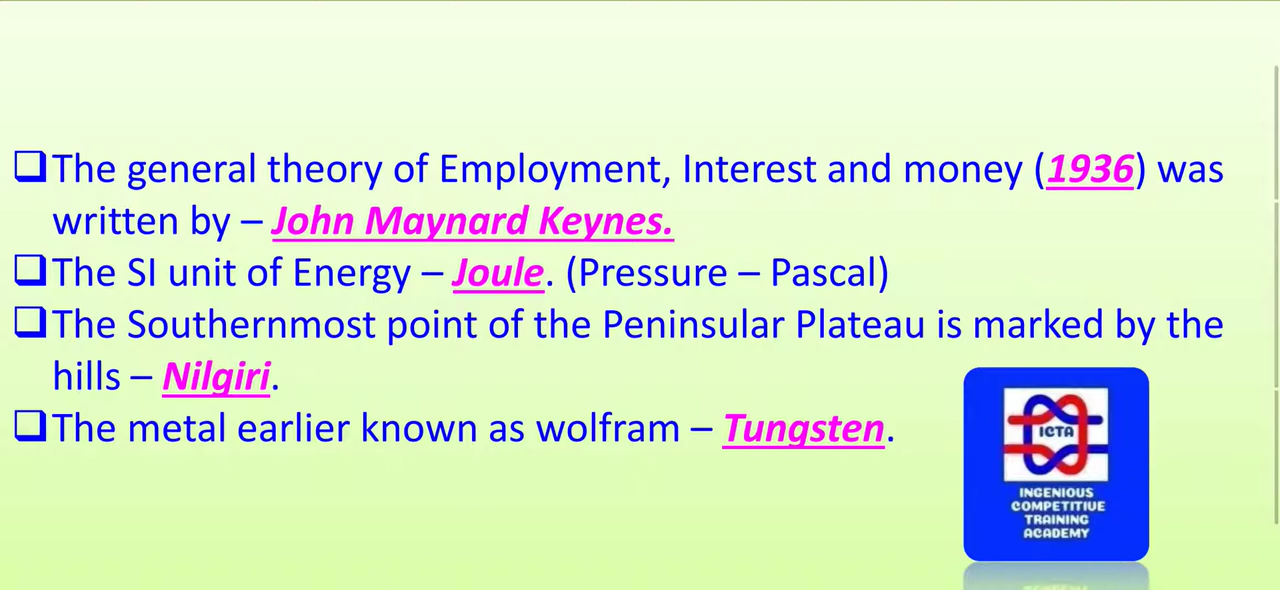 ❑The general theory of Employment, Interest and money (1936) was
written by – John Maynard Keynes.
❑The SI unit of Energy – Joule. (Pressure – Pascal)
❑The Southernmost point of the Peninsular Plateau is marked by the
hills – Nilgiri.
❑The metal earlier known as wolfram – Tungsten.
ICTA
INGENIOUS
COMPETITIVE
TRAINING
ACADEMY